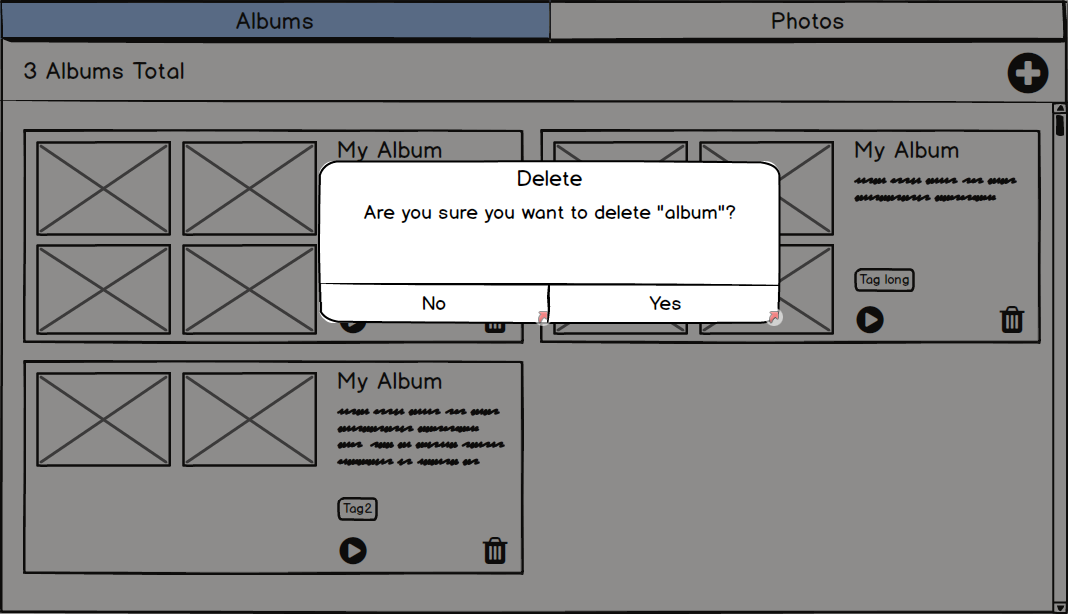 Albums
Photos
3 Albums Total
My Album
My Album
Delete
Are you sure you want to delete "album"?
Tag long
No
Yes
My Album
Tag2